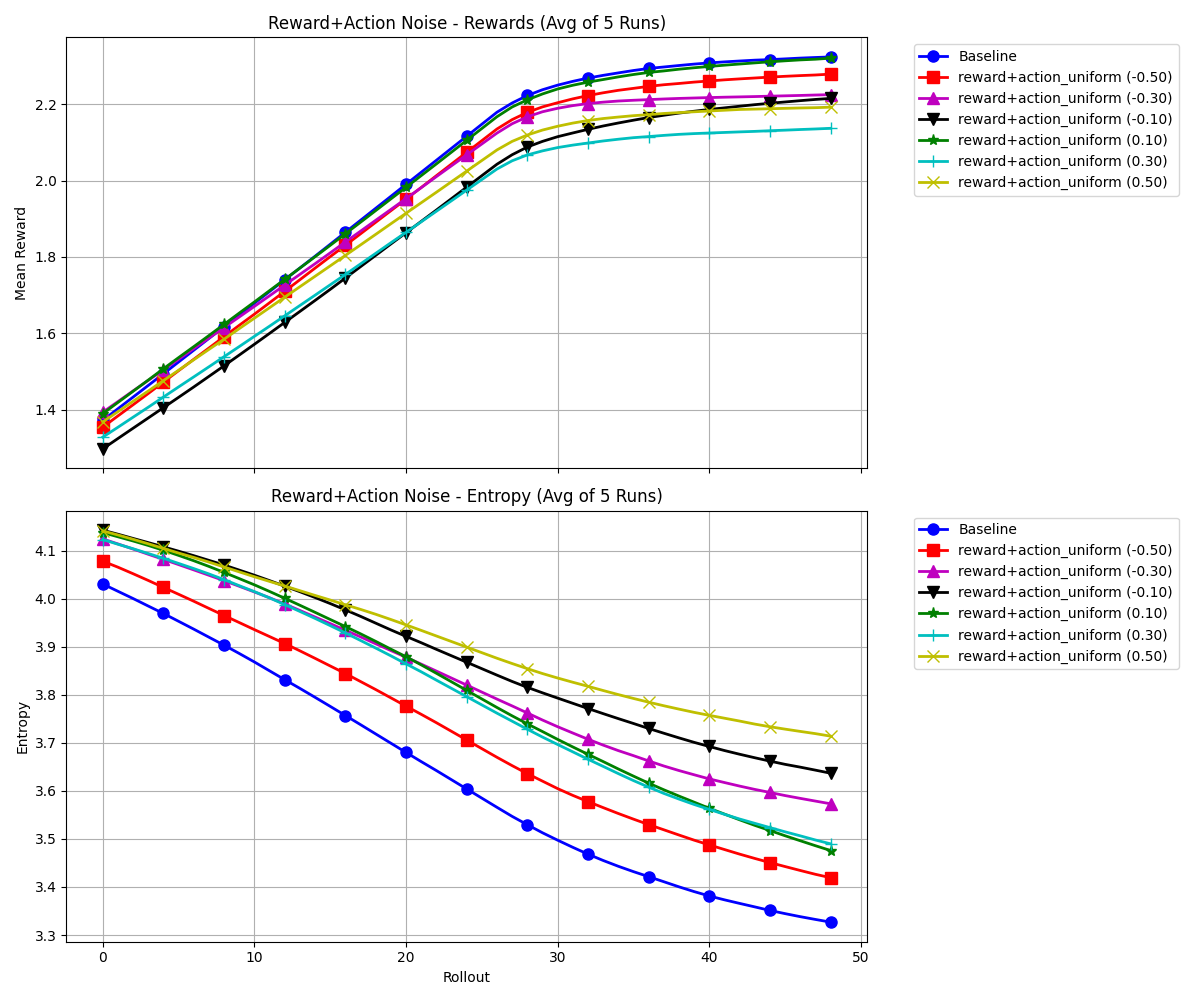 Reward+Action Noise - Rewards (Avg of 5 Runs)
Mean Reward
2.2
2.0
1.8
1.6
1.4
Baseline
reward+action_uniform (-0.50)
reward+action_uniform (-0.30)
reward+action_uniform (-0.10)
reward+action_uniform (0.10)
reward+action_uniform (0.30)
reward+action_uniform (0.50)
Reward+Action Noise - Entropy (Avg of 5 Runs)
Entropy
4.1
4.0
3.9
3.8
3.7
3.6
3.5
3.4
3.3
0 10 20 30 40 50
Rollout
Baseline
reward+action_uniform (-0.50)
reward+action_uniform (-0.30)
reward+action_uniform (-0.10)
reward+action_uniform (0.10)
reward+action_uniform (0.30)
reward+action_uniform (0.50)